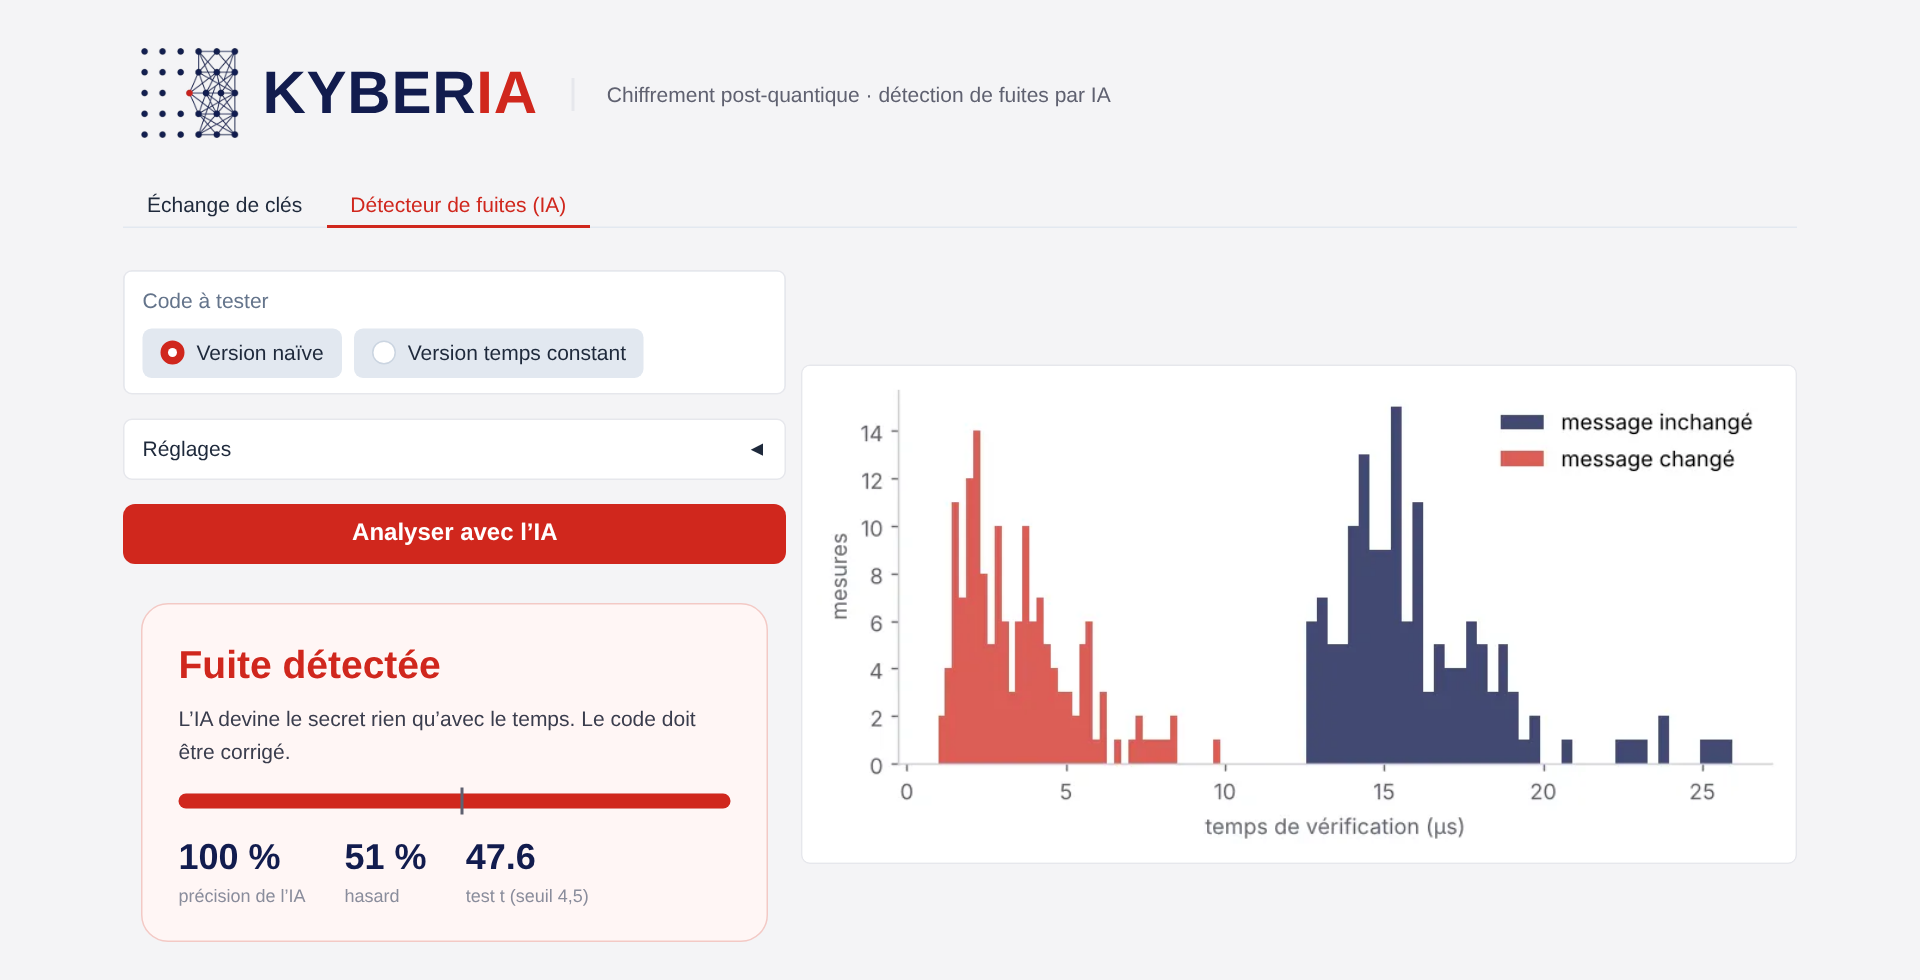 KYBERIA
Chiffrement post-quantique · détection de fuites par IA
Échange de clés
Détecteur de fuites (IA)
Code à tester
Version naïve
Version temps constant
Réglages
Analyser avec l’IA
Fuite détectée
L’IA devine le secret rien qu’avec le temps. Le code doit
être corrigé.
100 %
précision de l’IA
51 %
hasard
47.6
test t (seuil 4,5)
message inchangé
message changé
mesures
14
12
10
8
6
4
2
0
0 5 10 15 20 25
temps de vérification (µs)